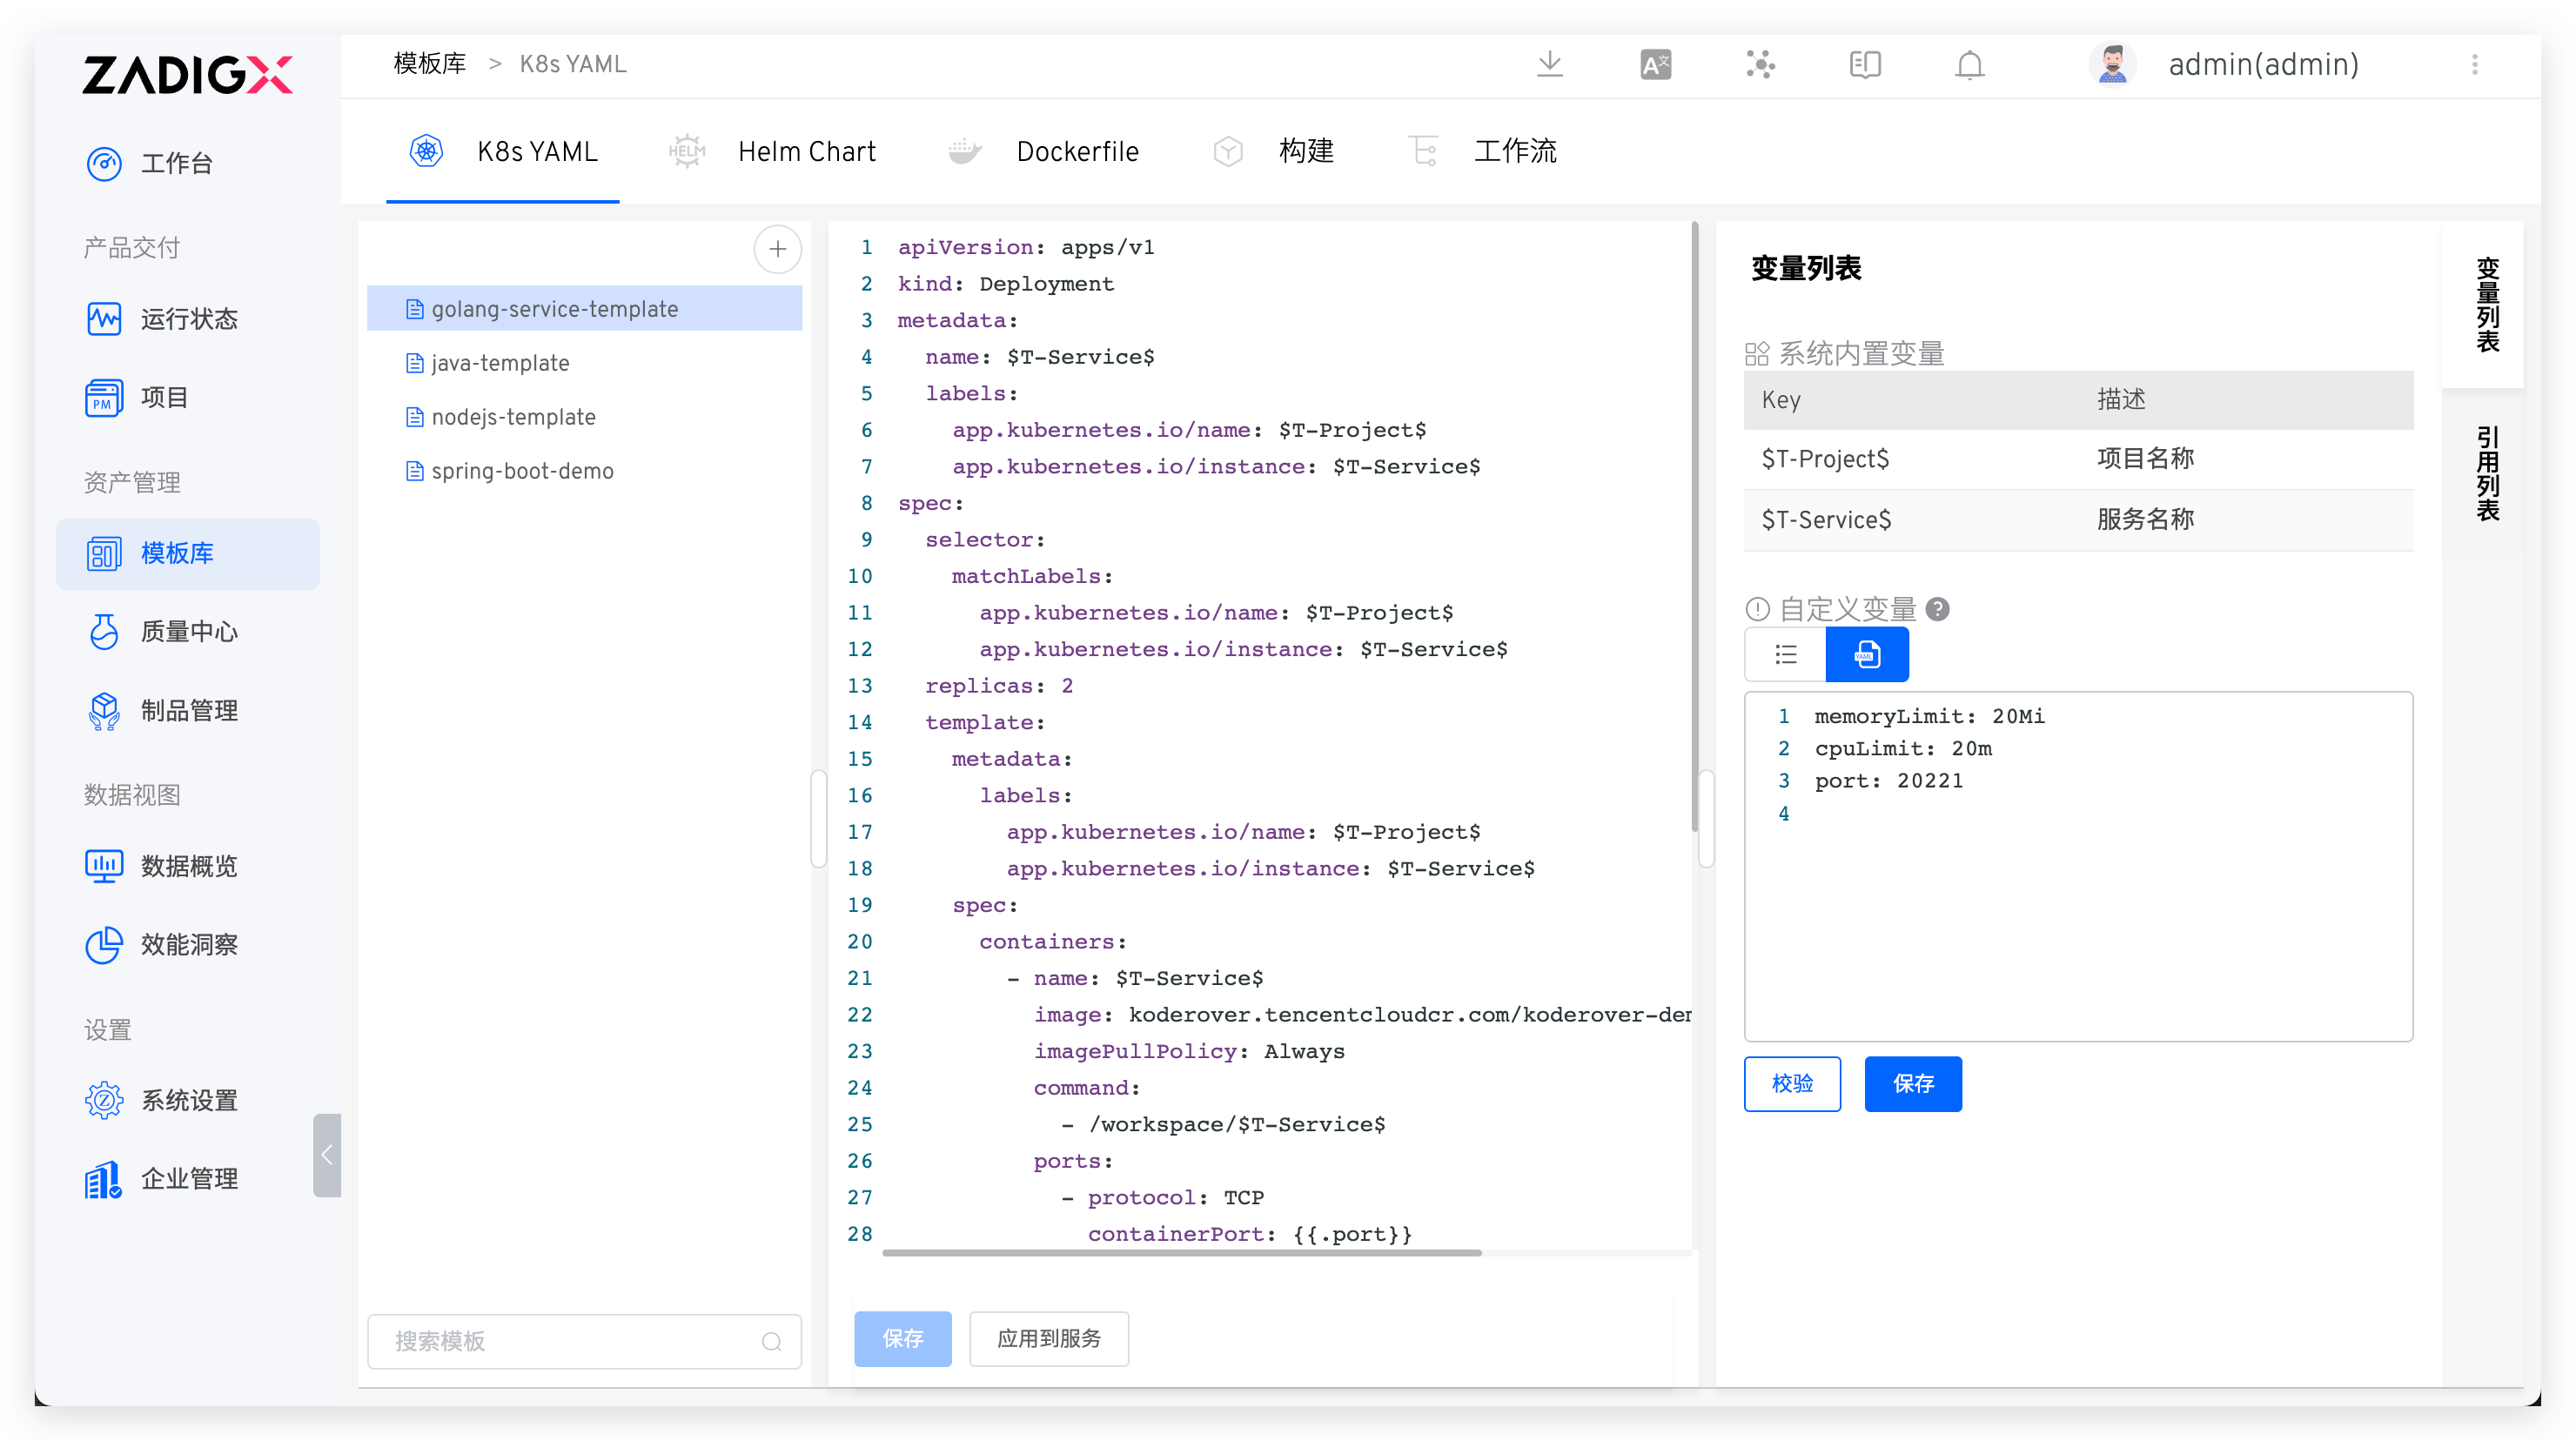 ZADIGX
工作台
产品交付
运行状态
PM
项目
资产管理
模板库
质量中心
制品管理
数据视图
数据概览
效能洞察
设置
系统设置
企业管理
模板库 > K8s YAML
admin(admin)
K8s YAML
HELM
Helm Chart
Dockerfile
构建
工作流
golang-service-template
java-template
nodejs-template
spring-boot-demo
搜索模板
1 apiVersion: apps/v1
2 kind: Deployment
3 metadata:
4 name: $T-Service$
5 labels:
6 app.kubernetes.io/name: $T-Project$
7 app.kubernetes.io/instance: $T-Service$
8 spec:
9 selector:
10 matchLabels:
11 app.kubernetes.io/name: $T-Project$
12 app.kubernetes.io/instance: $T-Service$
13 replicas: 2
14 template:
15 metadata:
16 labels:
17 app.kubernetes.io/name: $T-Project$
18 app.kubernetes.io/instance: $T-Service$
19 spec:
20 containers:
21 - name: $T-Service$
22 image: koderover.tencentcloudcr.com/koderover-dem
23 imagePullPolicy: Always
24 command:
25 - /workspace/$T-Service$
26 ports:
27 - protocol: TCP
28 containerPort: {{.port}}
保存
应用到服务
变量列表
系统内置变量
Key 描述
$T-Project$ 项目名称
$T-Service$ 服务名称
自定义变量 ?
YAML
1 memoryLimit: 20Mi
2 cpuLimit: 20m
3 port: 20221
4
校验
保存
变量列表
引用列表